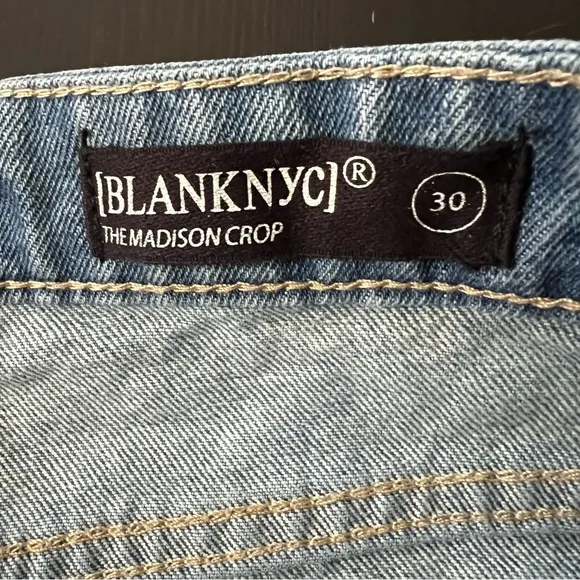 [BLANKNYC]®
THE MADISON CROP
30